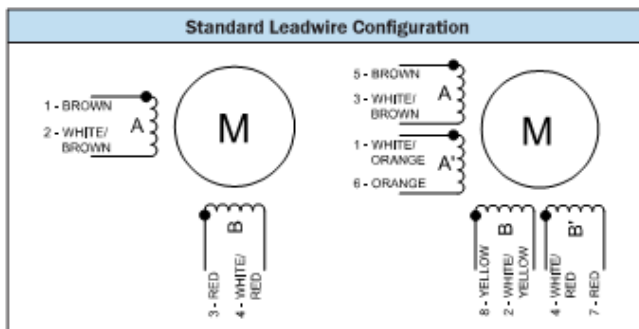 Standard Leadwire Configuration
1 - BROWN
2 - WHITE/
BROWN
A
M
B
3 - RED
4 - WHITE/
RED
5 - BROWN
3 - WHITE/
BROWN
A
1 - WHITE/
ORANGE
6 - ORANGE
A'
M
B
B'
8 - YELLOW
2 - WHITE/
YELLOW
4 - WHITE/
RED
7 - RED